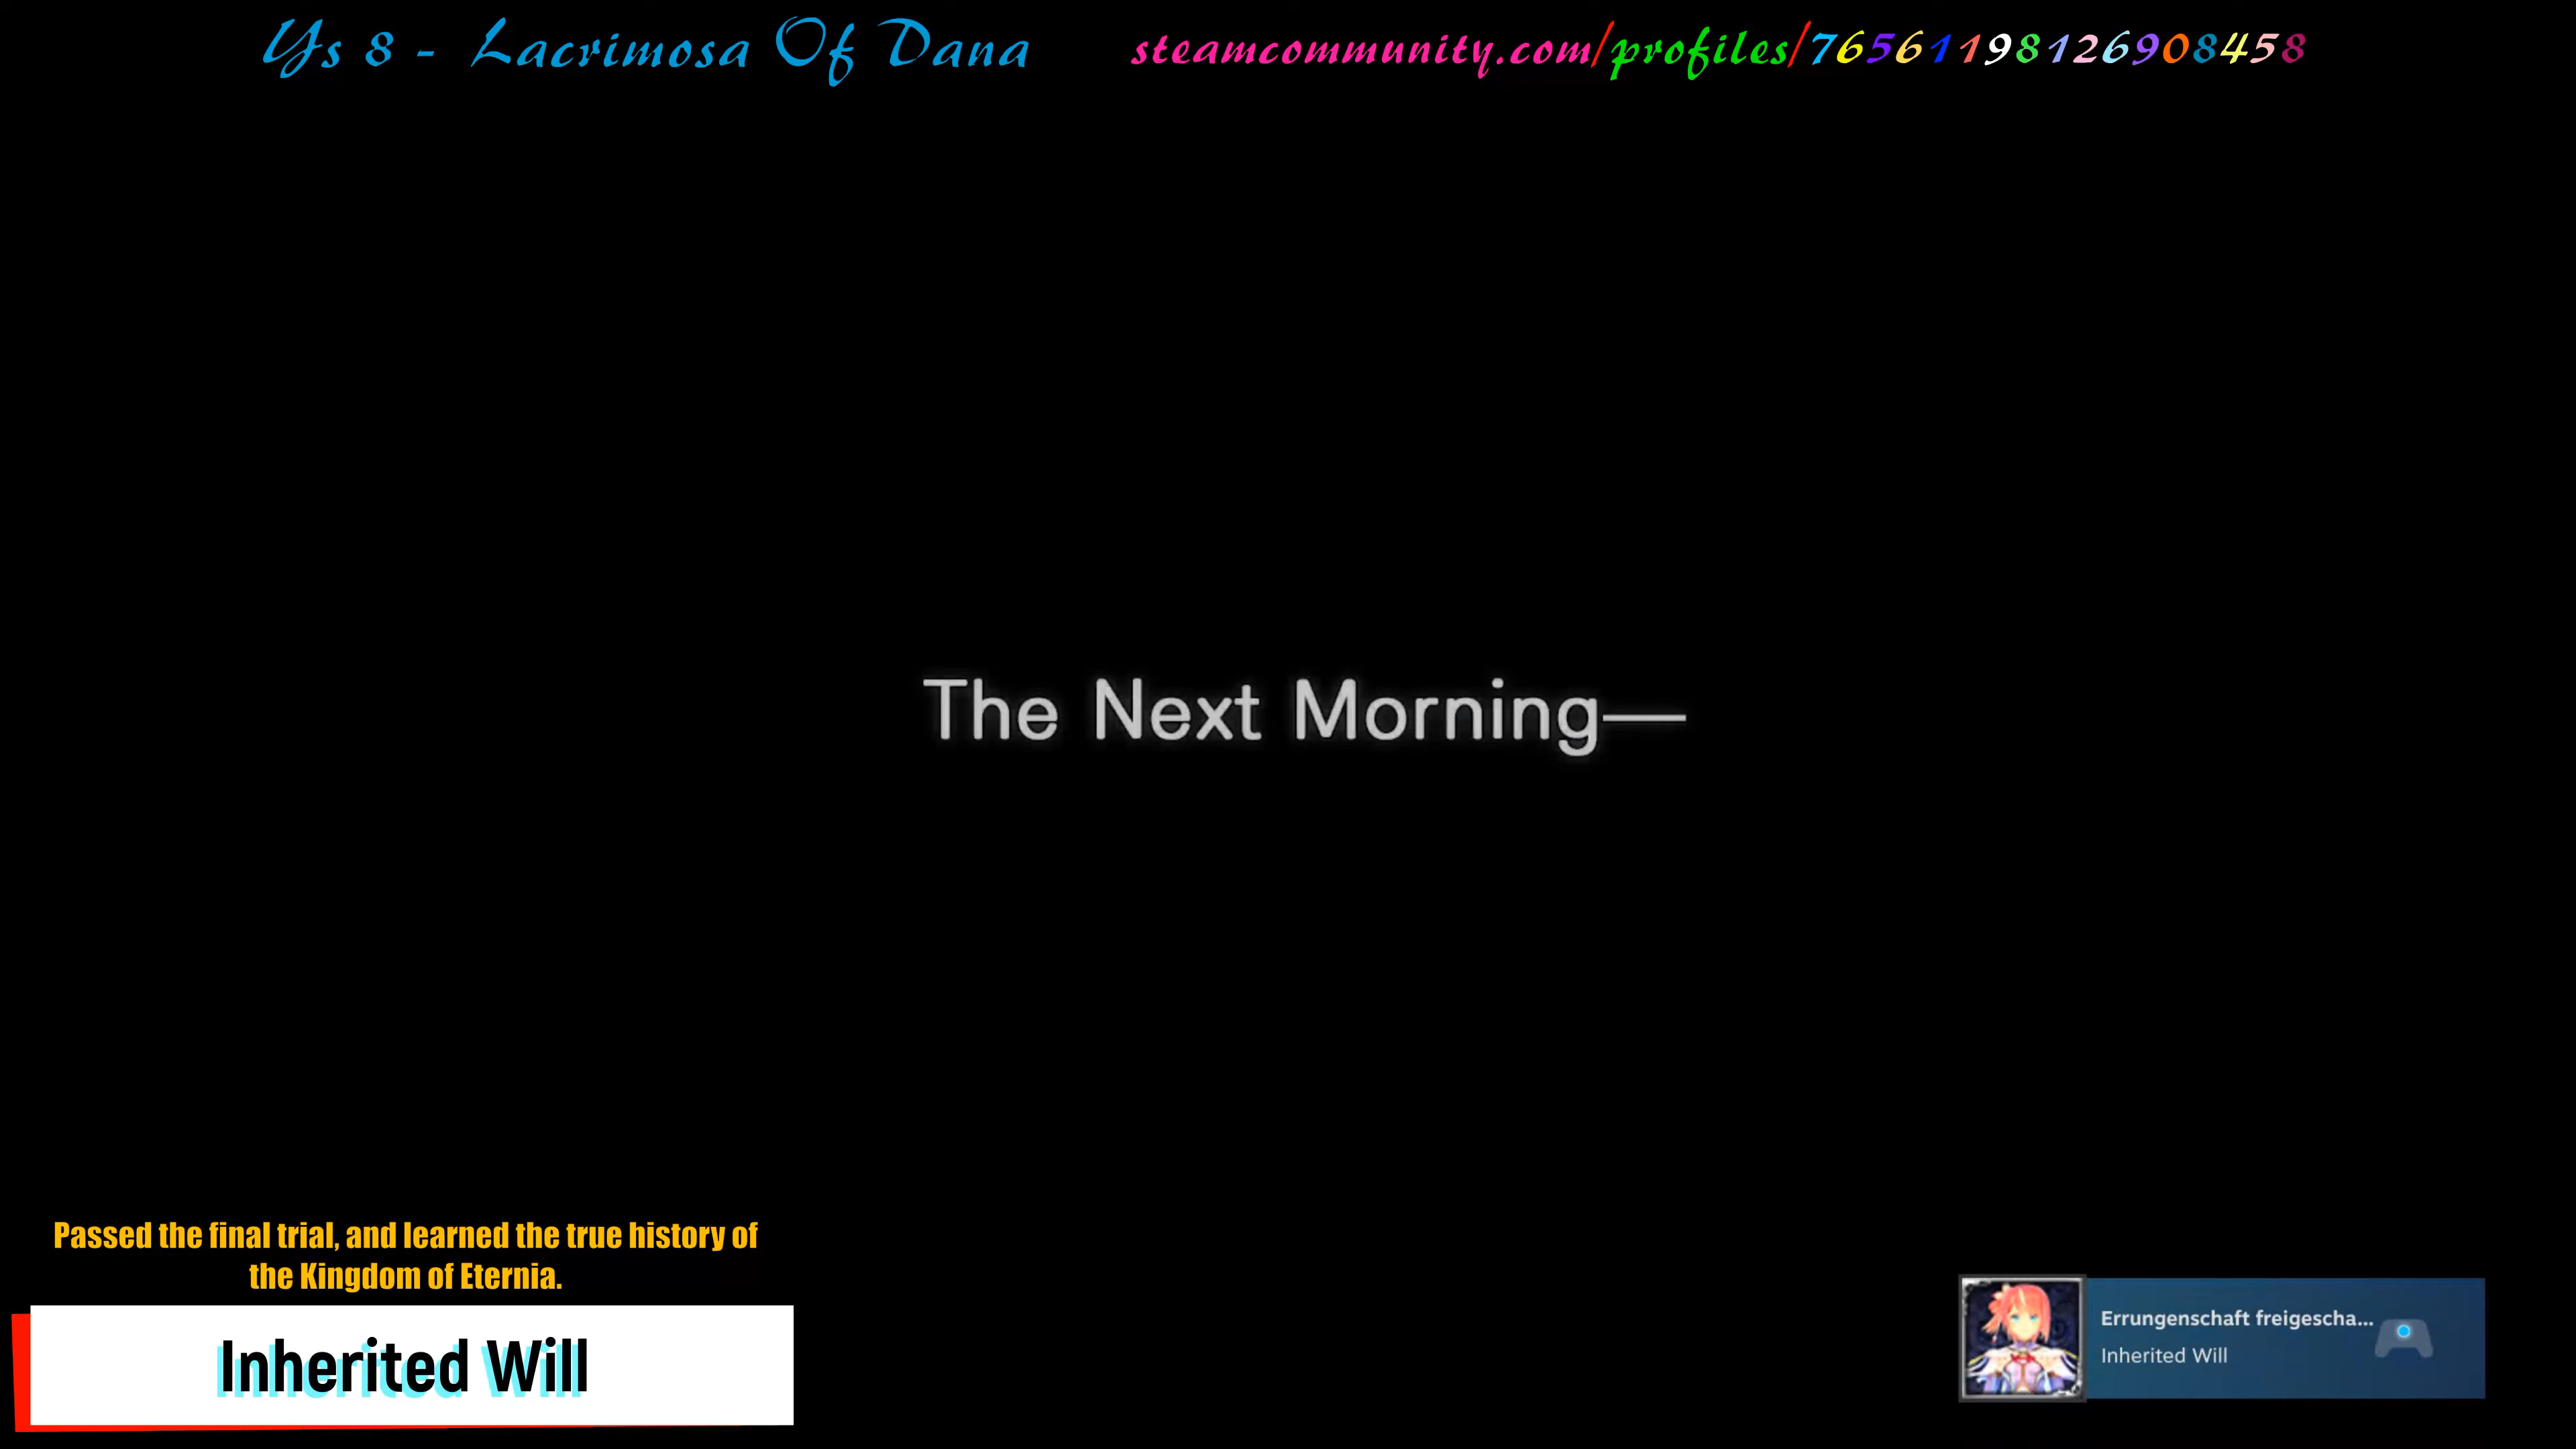 Ys 8 - Lacrimosa Of Dana
steamcommunity.com/profiles/76561198126908458
The Next Morning—
Passed the final trial, and learned the true history of
the Kingdom of Eternia.
Inherited Will
Errungenschaft freigescha...
Inherited Will